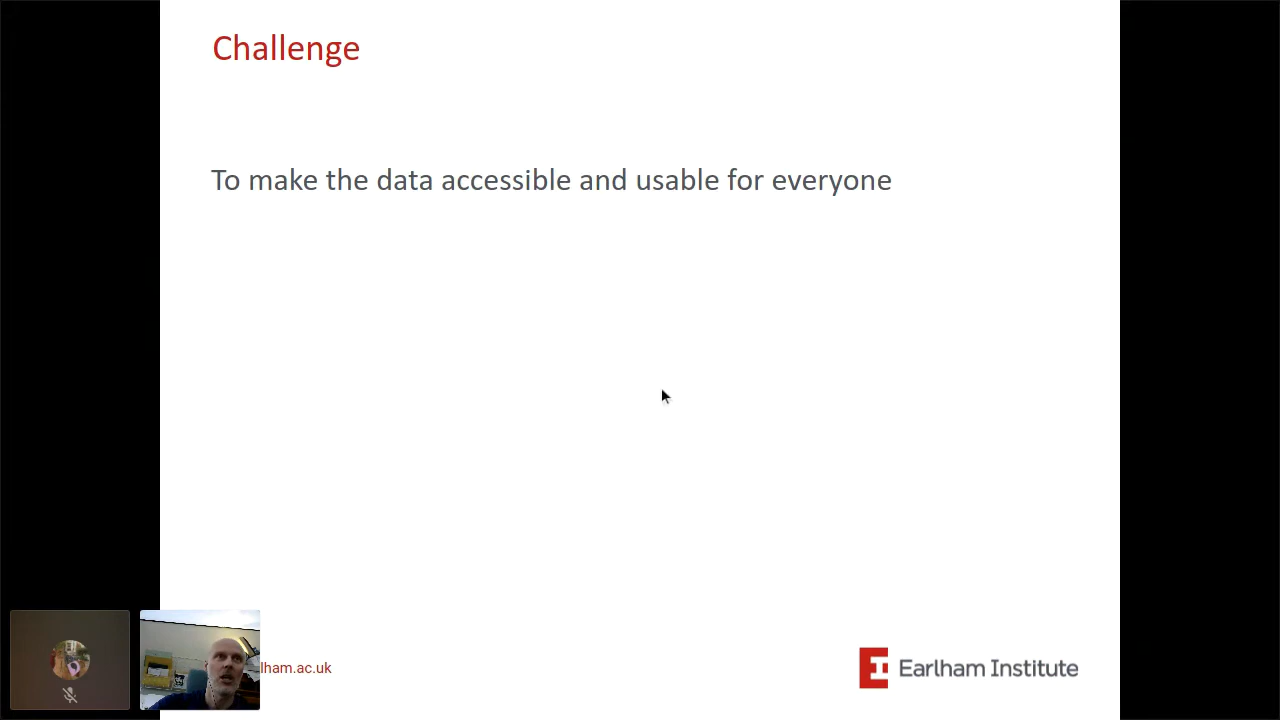 Challenge
To make the data accessible and usable for everyone
lham.ac.uk
Earlham Institute